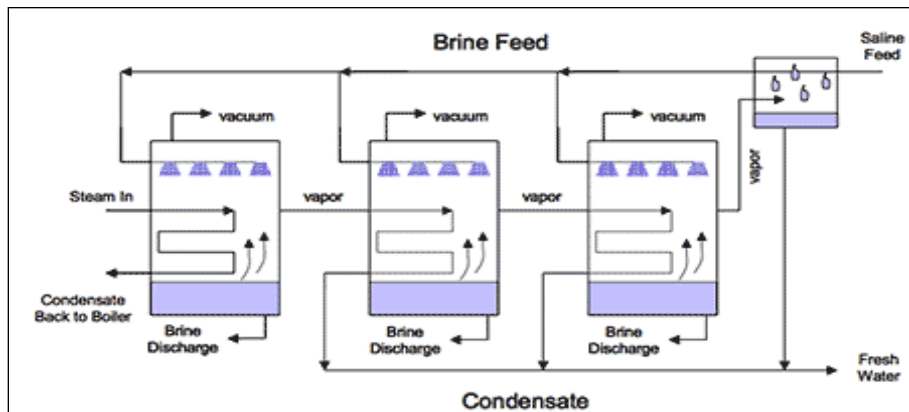 Brine Feed
Saline
Feed
vacuum
vacuum
vacuum
vapor
Steam In
vapor
vapor
Condensate
Back to Boiler
Brine
Discharge
Brine
Discharge
Brine
Discharge
Fresh
Water
Condensate